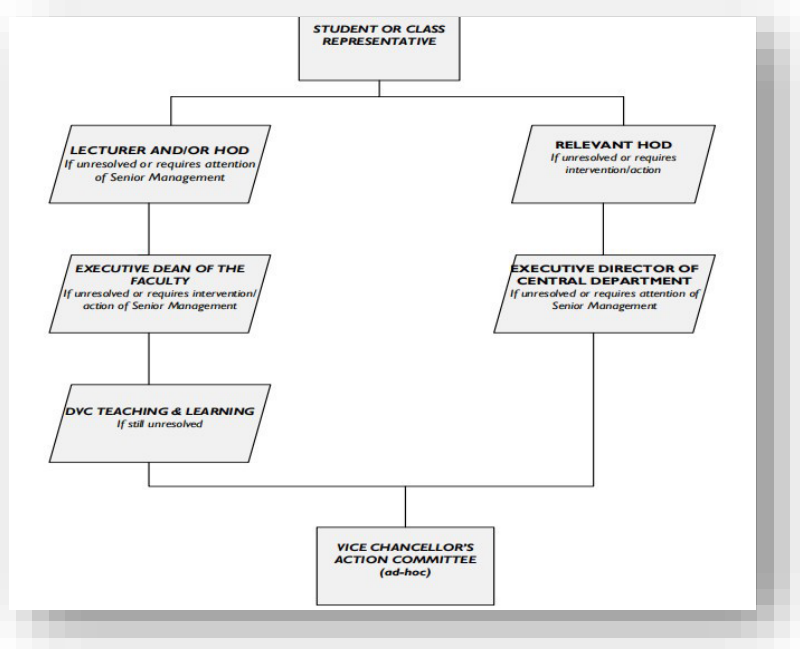 STUDENT OR CLASS
REPRESENTATIVE
LECTURER AND/OR HOD
If unresolved or requires attention
of Senior Management
RELEVANT HOD
If unresolved or requires
intervention/action
EXECUTIVE DEAN OF THE
FACULTY
If unresolved or requires intervention/
action of Senior Management
EXECUTIVE DIRECTOR OF
CENTRAL DEPARTMENT
If unresolved or requires attention of
Senior Management
DVC TEACHING & LEARNING
If still unresolved
VICE CHANCELLOR'S
ACTION COMMITTEE
(ad-hoc)